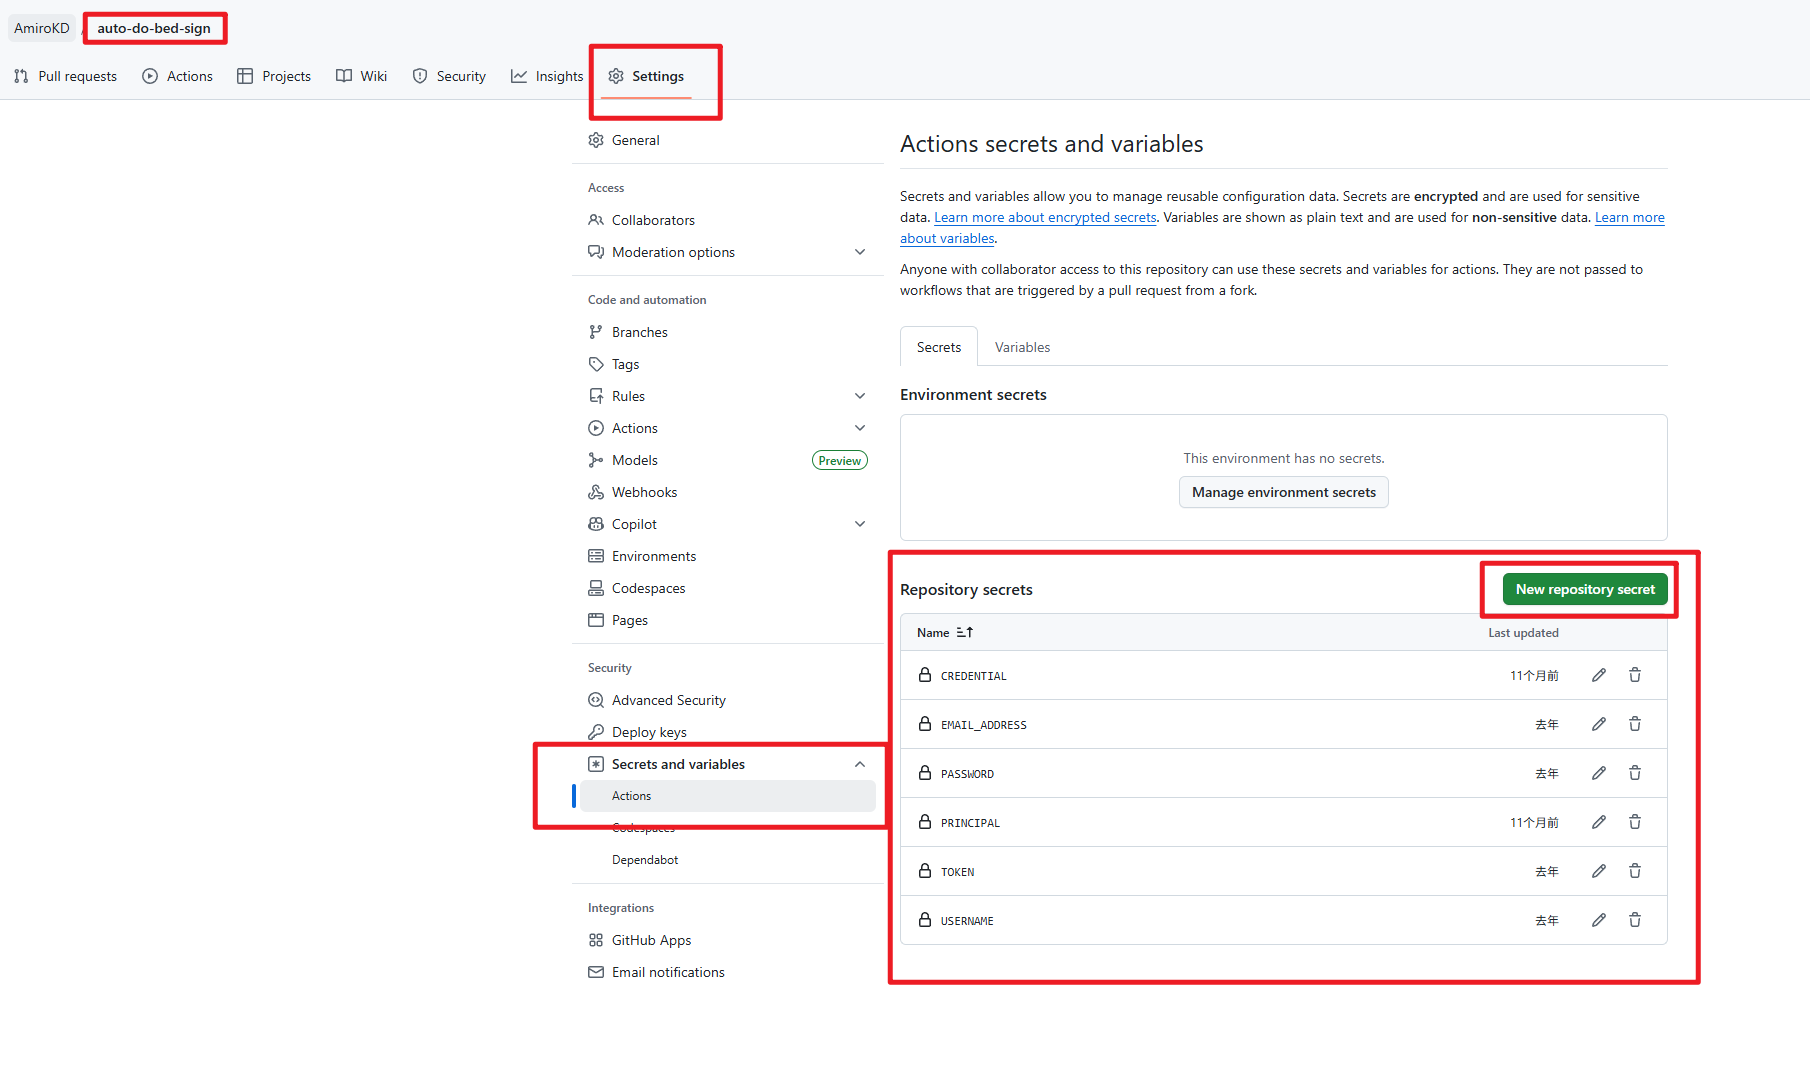 AmiroKD / auto-do-bed-sign
Pull requests Actions Projects Wiki Security Insights Settings
General
Access
Collaborators
Moderation options
Code and automation
Branches
Tags
Rules
Actions
Models Preview
Webhooks
Copilot
Environments
Codespaces
Pages
Security
Advanced Security
Deploy keys
Secrets and variables
Actions
Codespaces
Dependabot
Integrations
GitHub Apps
Email notifications
Actions secrets and variables
Secrets and variables allow you to manage reusable configuration data. Secrets are encrypted and are used for sensitive
data. Learn more about encrypted secrets. Variables are shown as plain text and are used for non-sensitive data. Learn more
about variables.
Anyone with collaborator access to this repository can use these secrets and variables for actions. They are not passed to
workflows that are triggered by a pull request from a fork.
Secrets Variables
Environment secrets
This environment has no secrets.
Manage environment secrets
Repository secrets New repository secret
Name Last updated
CREDENTIAL 11个月前
EMAIL_ADDRESS 去年
PASSWORD 去年
PRINCIPAL 11个月前
TOKEN 去年
USERNAME 去年